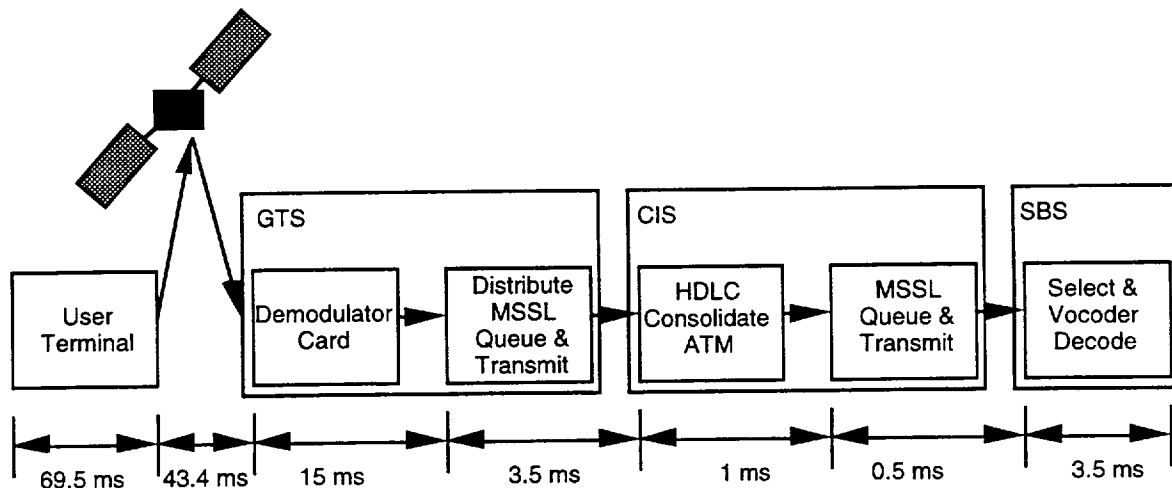 GTS
CIS
SBS
User
Terminal
Demodulator
Card
Distribute
MSSL
Queue &
Transmit
HDLC
Consolidate
ATM
MSSL
Queue &
Transmit
Select &
Vocoder
Decode
69.5 ms
43.4 ms
15 ms
3.5 ms
1 ms
0.5 ms
3.5 ms